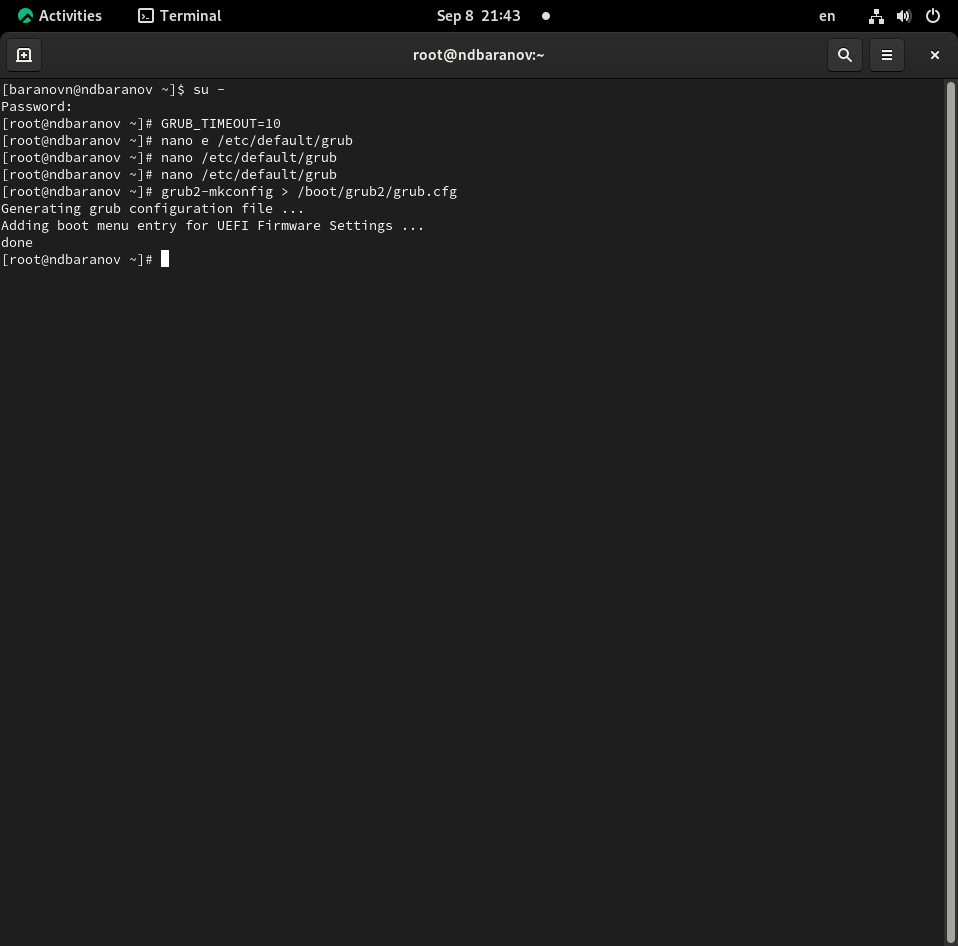 Activities Terminal Sep 8 21:43 en
root@ndbaranov:~
[baranovn@ndbaranov ~]$ su -
Password:
[root@ndbaranov ~]# GRUB_TIMEOUT=10
[root@ndbaranov ~]# nano e /etc/default/grub
[root@ndbaranov ~]# nano /etc/default/grub
[root@ndbaranov ~]# nano /etc/default/grub
[root@ndbaranov ~]# grub2-mkconfig > /boot/grub2/grub.cfg
Generating grub configuration file ...
Adding boot menu entry for UEFI Firmware Settings ...
done
[root@ndbaranov ~]#